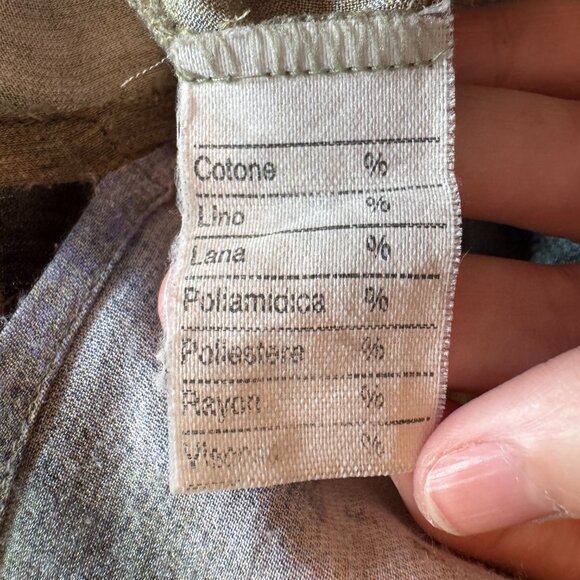 Cotone %
Lino %
Lana %
Poliamidica %
Poliestere %
Rayon %
%